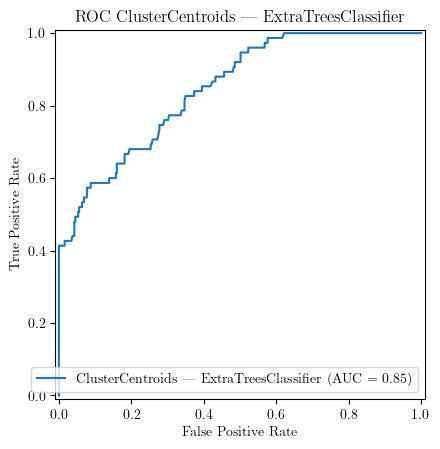 ROC ClusterCentroids — ExtraTreesClassifier
1.0
0.8
0.6
0.4
0.2
0.0
True Positive Rate
ClusterCentroids — ExtraTreesClassifier (AUC = 0.85)
0.0 0.2 0.4 0.6 0.8 1.0
False Positive Rate